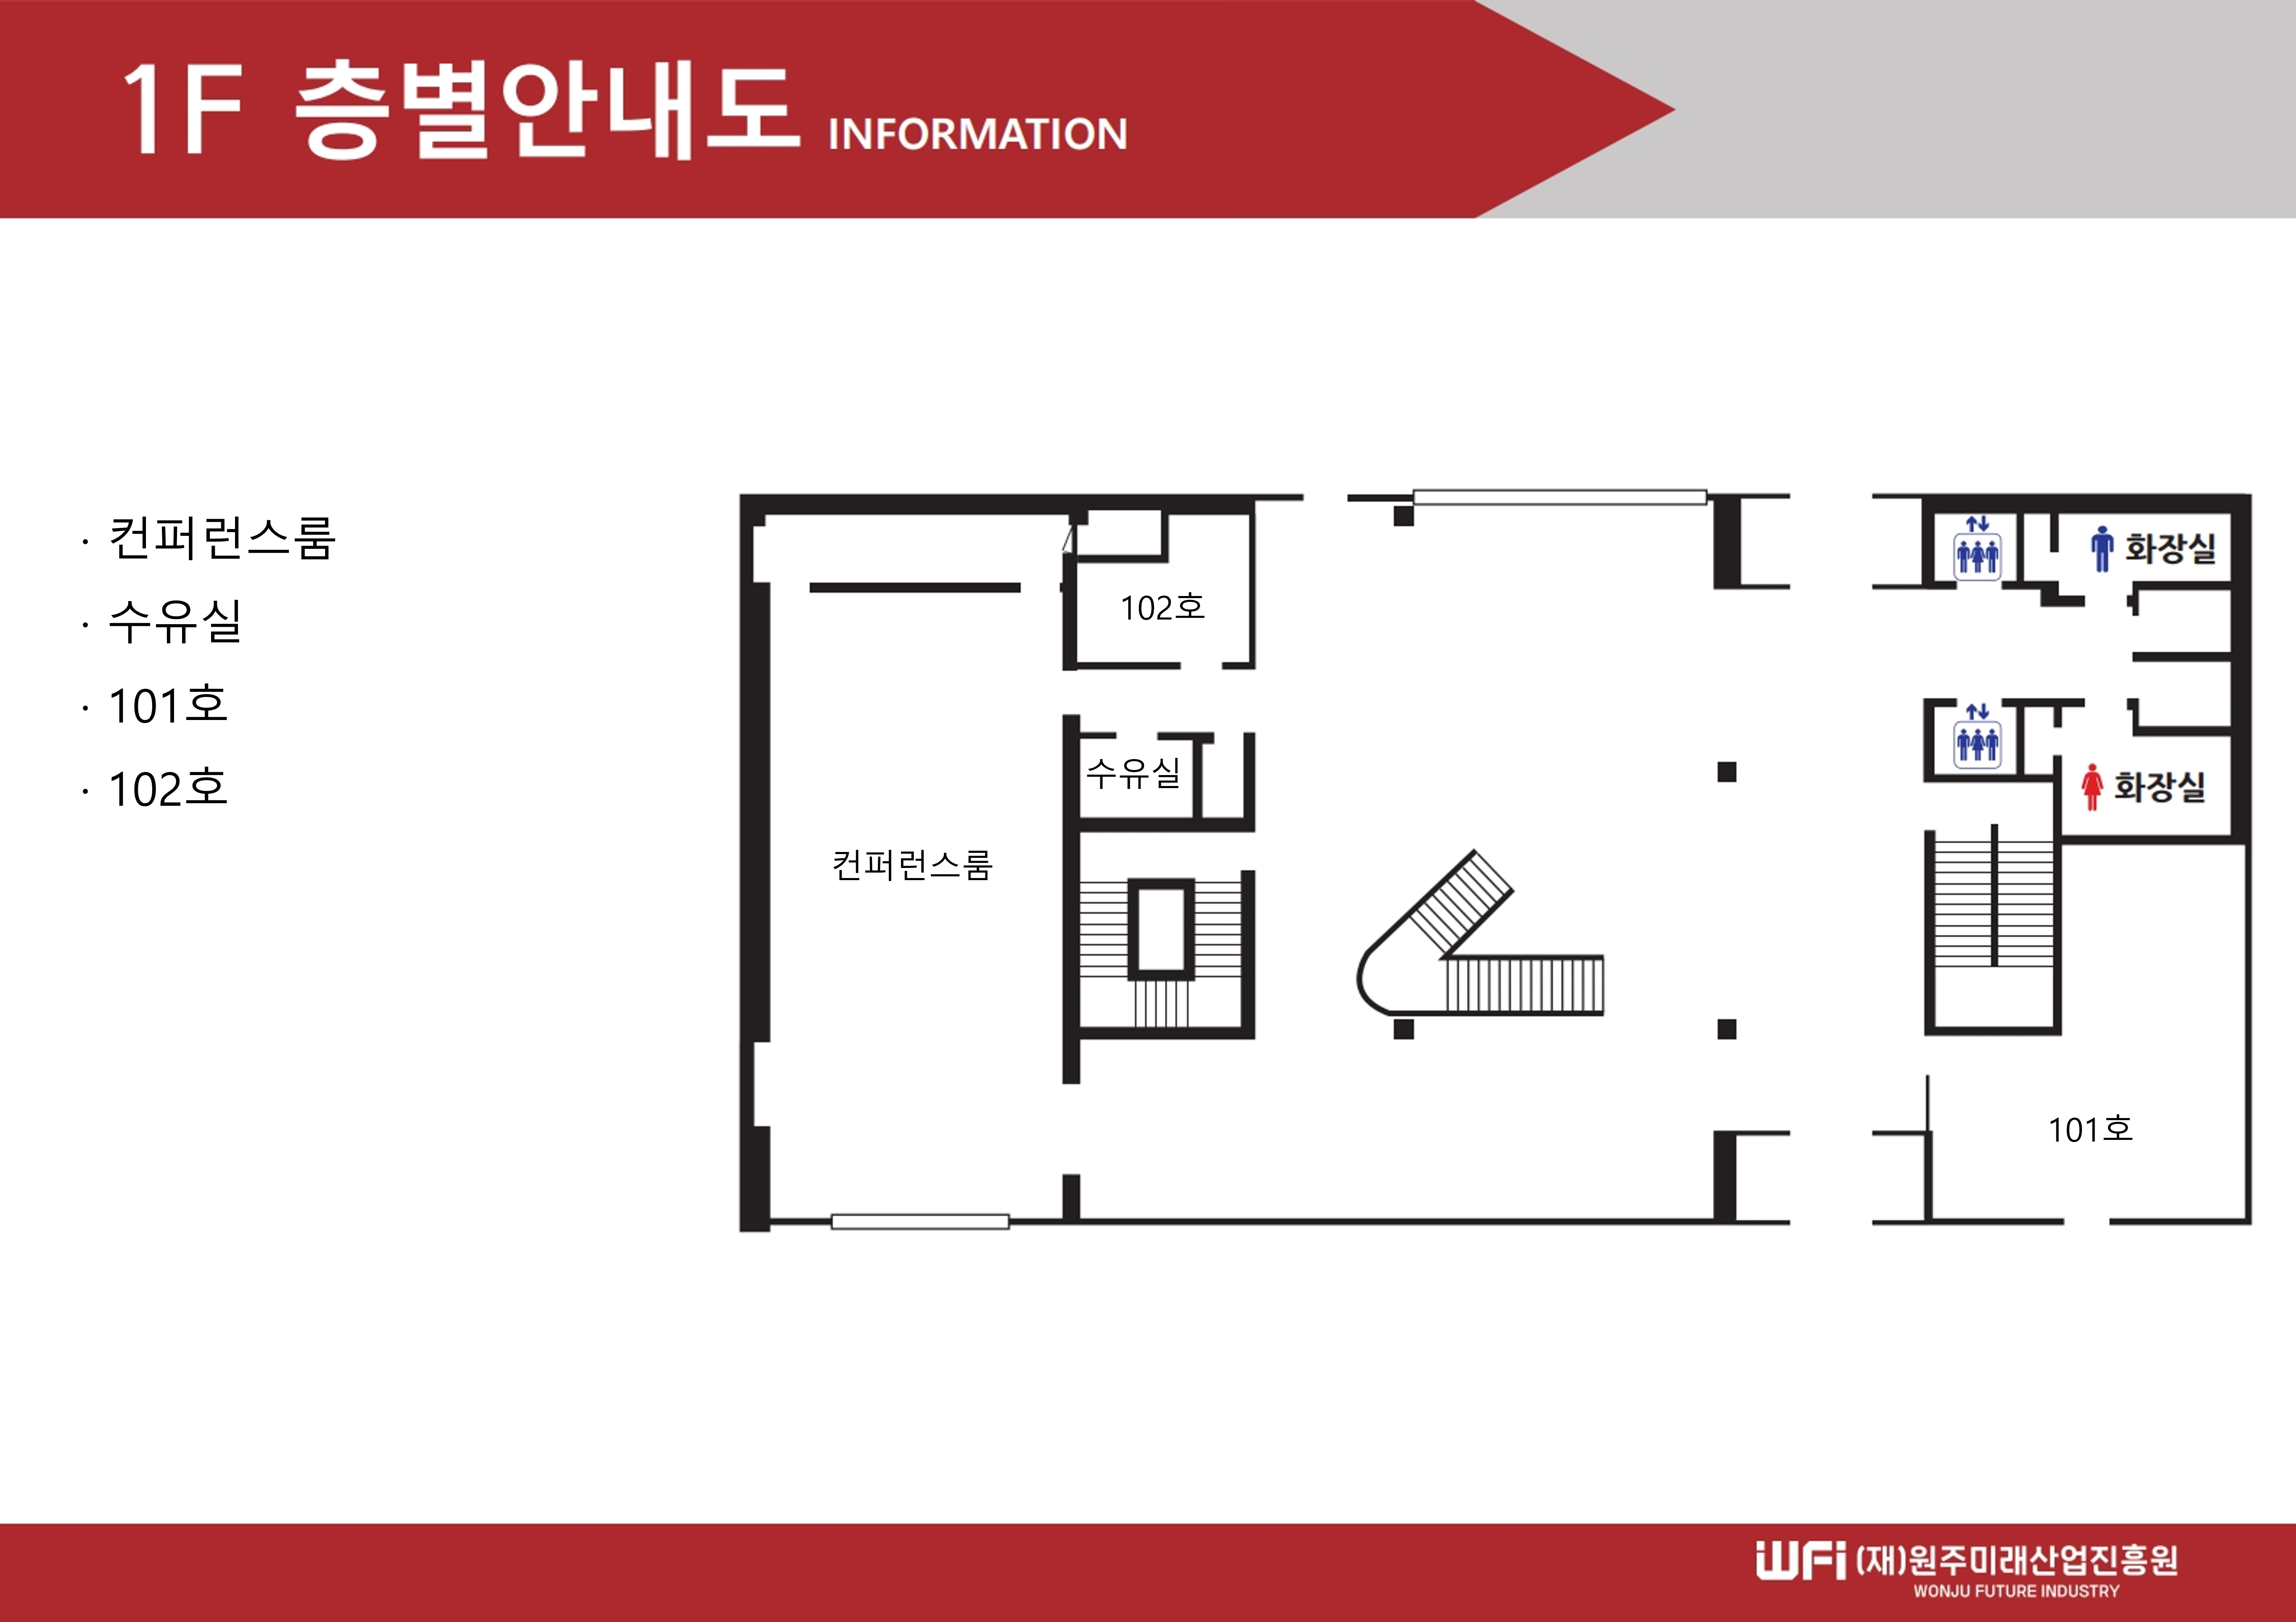 1F 층별안내도 INFORMATION
· 컨퍼런스룸
· 수유실
· 101호
· 102호
화장실
102호
수유실
화장실
컨퍼런스룸
101호
WFi (재)원주미래산업진흥원
WONJU FUTURE INDUSTRY